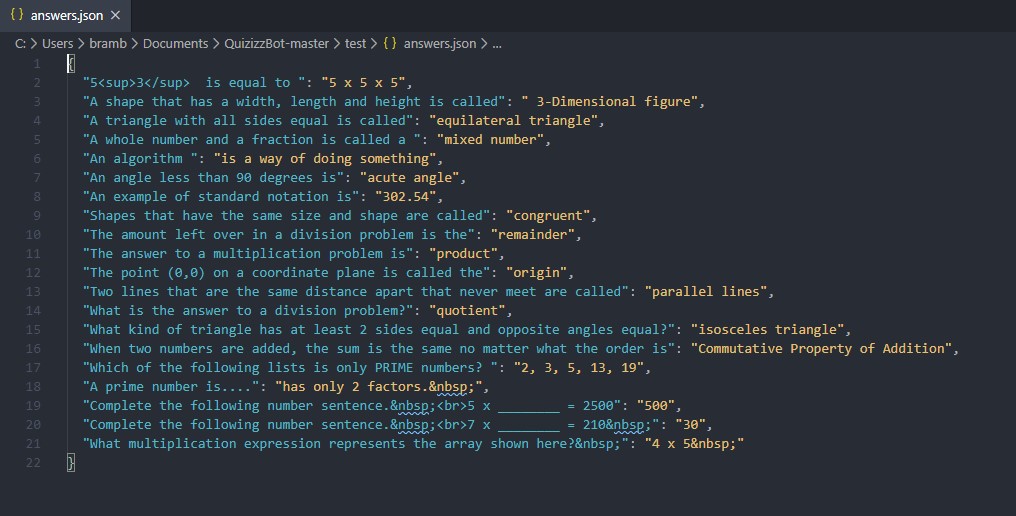 { } answers.json ×
C: > Users > bramb > Documents > QuizizzBot-master > test > { } answers.json > ...
1 {
2 "5<sup>3</sup>  is equal to ": "5 x 5 x 5",
3 "A shape that has a width, length and height is called": " 3-Dimensional figure",
4 "A triangle with all sides equal is called": "equilateral triangle",
5 "A whole number and a fraction is called a ": "mixed number",
6 "An algorithm ": "is a way of doing something",
7 "An angle less than 90 degrees is": "acute angle",
8 "An example of standard notation is": "302.54",
9 "Shapes that have the same size and shape are called": "congruent",
10 "The amount left over in a division problem is the": "remainder",
11 "The answer to a multiplication problem is": "product",
12 "The point (0,0) on a coordinate plane is called the": "origin",
13 "Two lines that are the same distance apart that never meet are called": "parallel lines",
14 "What is the answer to a division problem?": "quotient",
15 "What kind of triangle has at least 2 sides equal and opposite angles equal?": "isosceles triangle",
16 "When two numbers are added, the sum is the same no matter what the order is": "Commutative Property of Addition",
17 "Which of the following lists is only PRIME numbers? ": "2, 3, 5, 13, 19",
18 "A prime number is....": "has only 2 factors.&nbsp;",
19 "Complete the following number sentence.&nbsp;<br>5 x ________ = 2500": "500",
20 "Complete the following number sentence.&nbsp;<br>7 x ________ = 210&nbsp;": "30",
21 "What multiplication expression represents the array shown here?&nbsp;": "4 x 5&nbsp;"
22 }